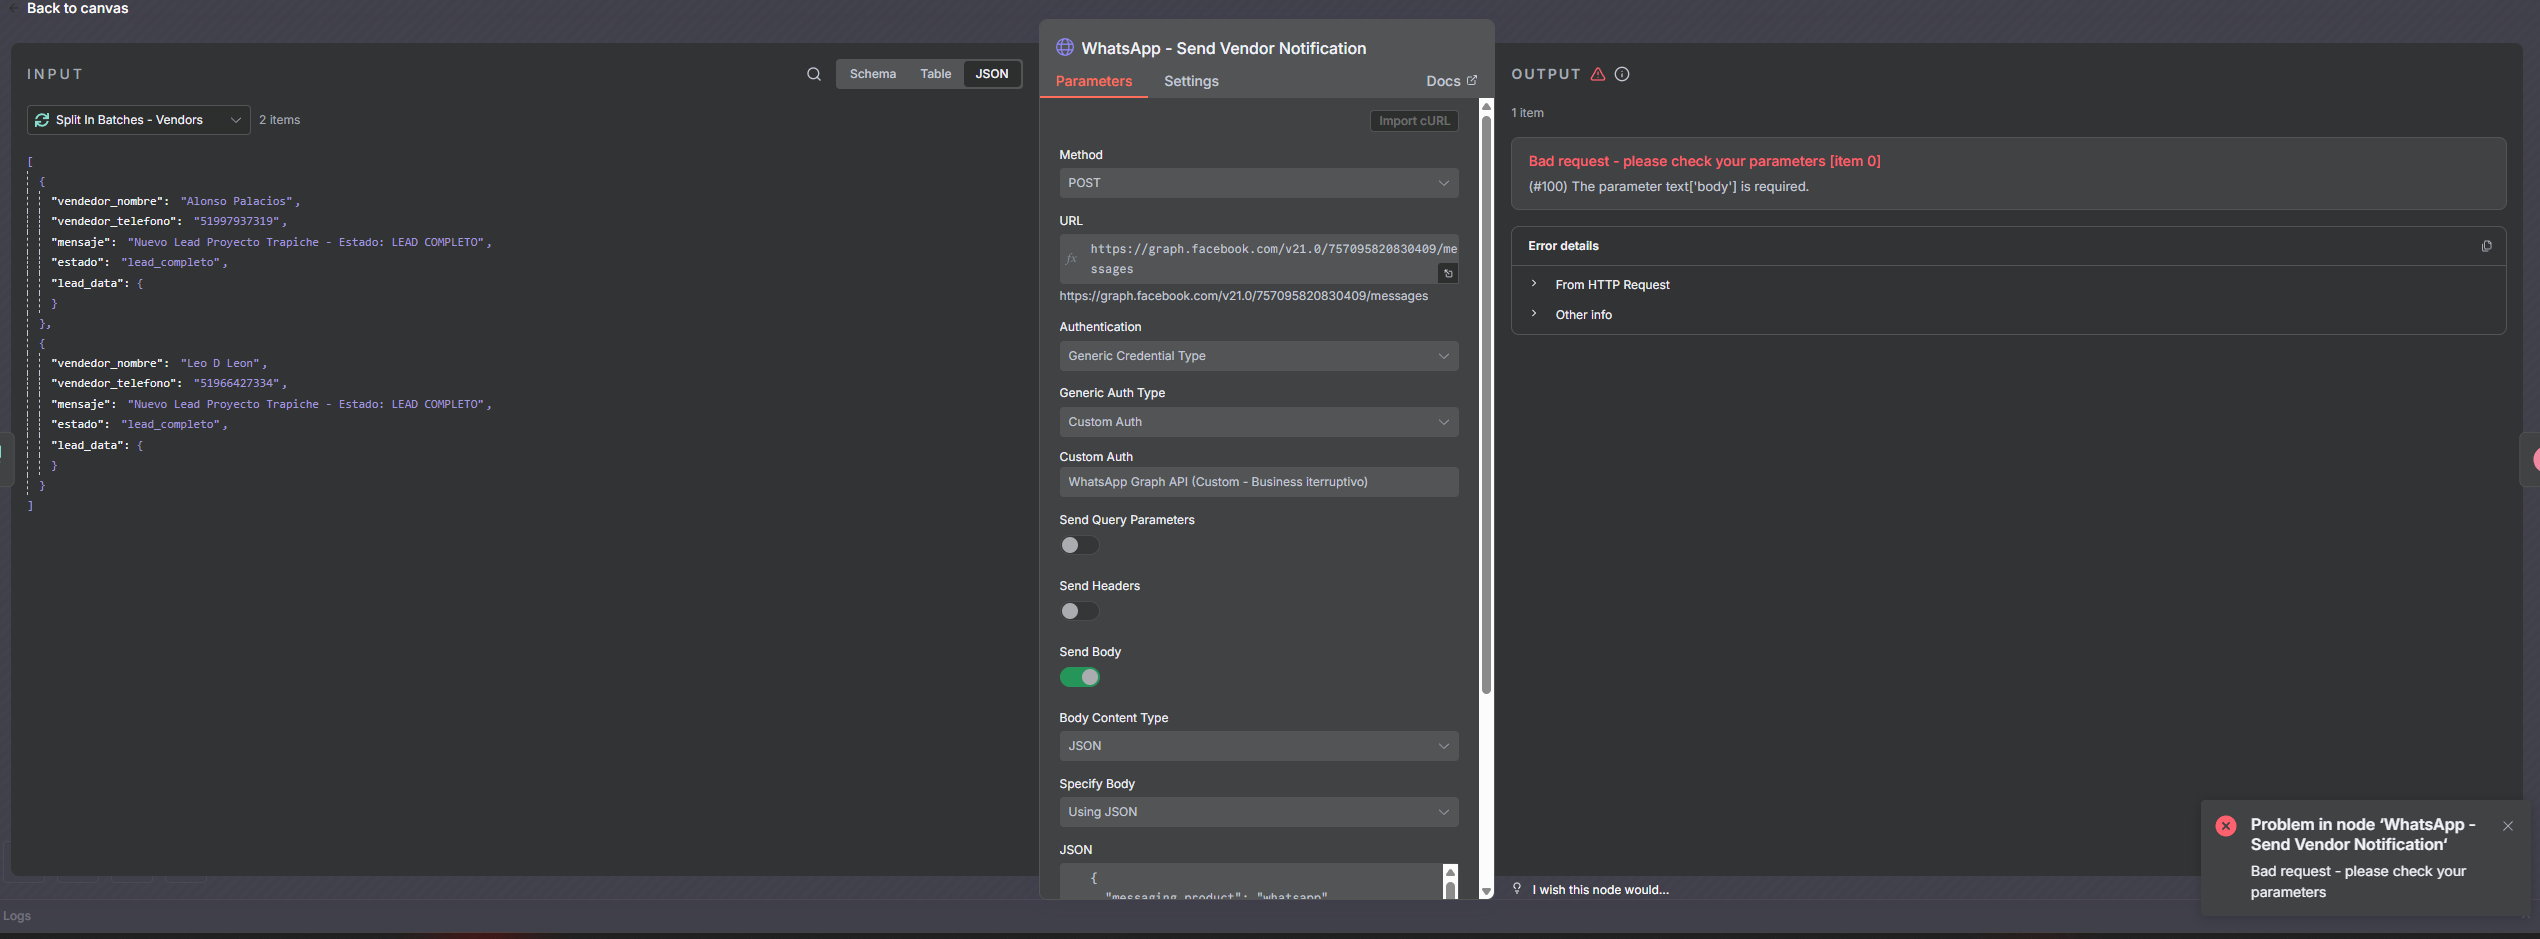 Back to canvas
INPUT
Schema
Table
JSON
Split In Batches - Vendors
2 items
[
{
"vendedor_nombre": "Alonso Palacios",
"vendedor_telefono": "51997937319",
"mensaje": "Nuevo Lead Proyecto Trapiche - Estado: LEAD COMPLETO",
"estado": "lead_completo",
"lead_data": {
}
},
{
"vendedor_nombre": "Leo D Leon",
"vendedor_telefono": "51966427334",
"mensaje": "Nuevo Lead Proyecto Trapiche - Estado: LEAD COMPLETO",
"estado": "lead_completo",
"lead_data": {
}
}
]
WhatsApp - Send Vendor Notification
Parameters
Settings
Docs
Import cURL
Method
POST
URL
fx
https://graph.facebook.com/v21.0/757095820830409/me
ssages
https://graph.facebook.com/v21.0/757095820830409/messages
Authentication
Generic Credential Type
Generic Auth Type
Custom Auth
Custom Auth
WhatsApp Graph API (Custom - Business iterruptivo)
Send Query Parameters
Send Headers
Send Body
Body Content Type
JSON
Specify Body
Using JSON
JSON
{
"messaging_product": "whatsapp"
OUTPUT
1 item
Bad request - please check your parameters [item 0]
(#100) The parameter text['body'] is required.
Error details
From HTTP Request
Other info
I wish this node would...
Problem in node ‘WhatsApp -
Send Vendor Notification‘
Bad request - please check your
parameters
Logs